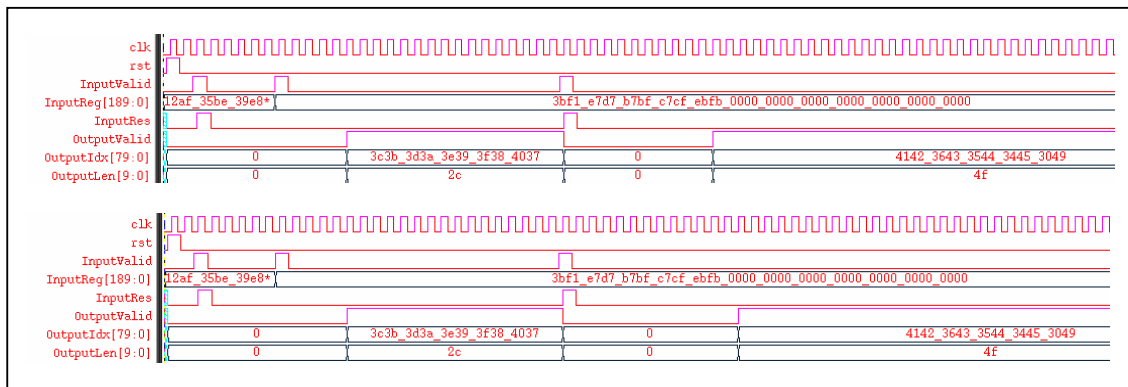 clk
rst
InputValid
InputReg[189:0] 12af_35be_39e8* 3bf1_e7d7_b7bf_c7cf_ebfb_0000_0000_0000_0000_0000_0000_0000
InputRes
OutputValid
OutputIdx[79:0] 0 3c3b_3d3a_3e39_3f38_4037 0 4142_3643_3544_3445_3049
OutputLen[9:0] 0 2c 0 4f
clk
rst
InputValid
InputReg[189:0] 12af_35be_39e8* 3bf1_e7d7_b7bf_c7cf_ebfb_0000_0000_0000_0000_0000_0000_0000
InputRes
OutputValid
OutputIdx[79:0] 0 3c3b_3d3a_3e39_3f38_4037 0 4142_3643_3544_3445_3049
OutputLen[9:0] 0 2c 0 4f